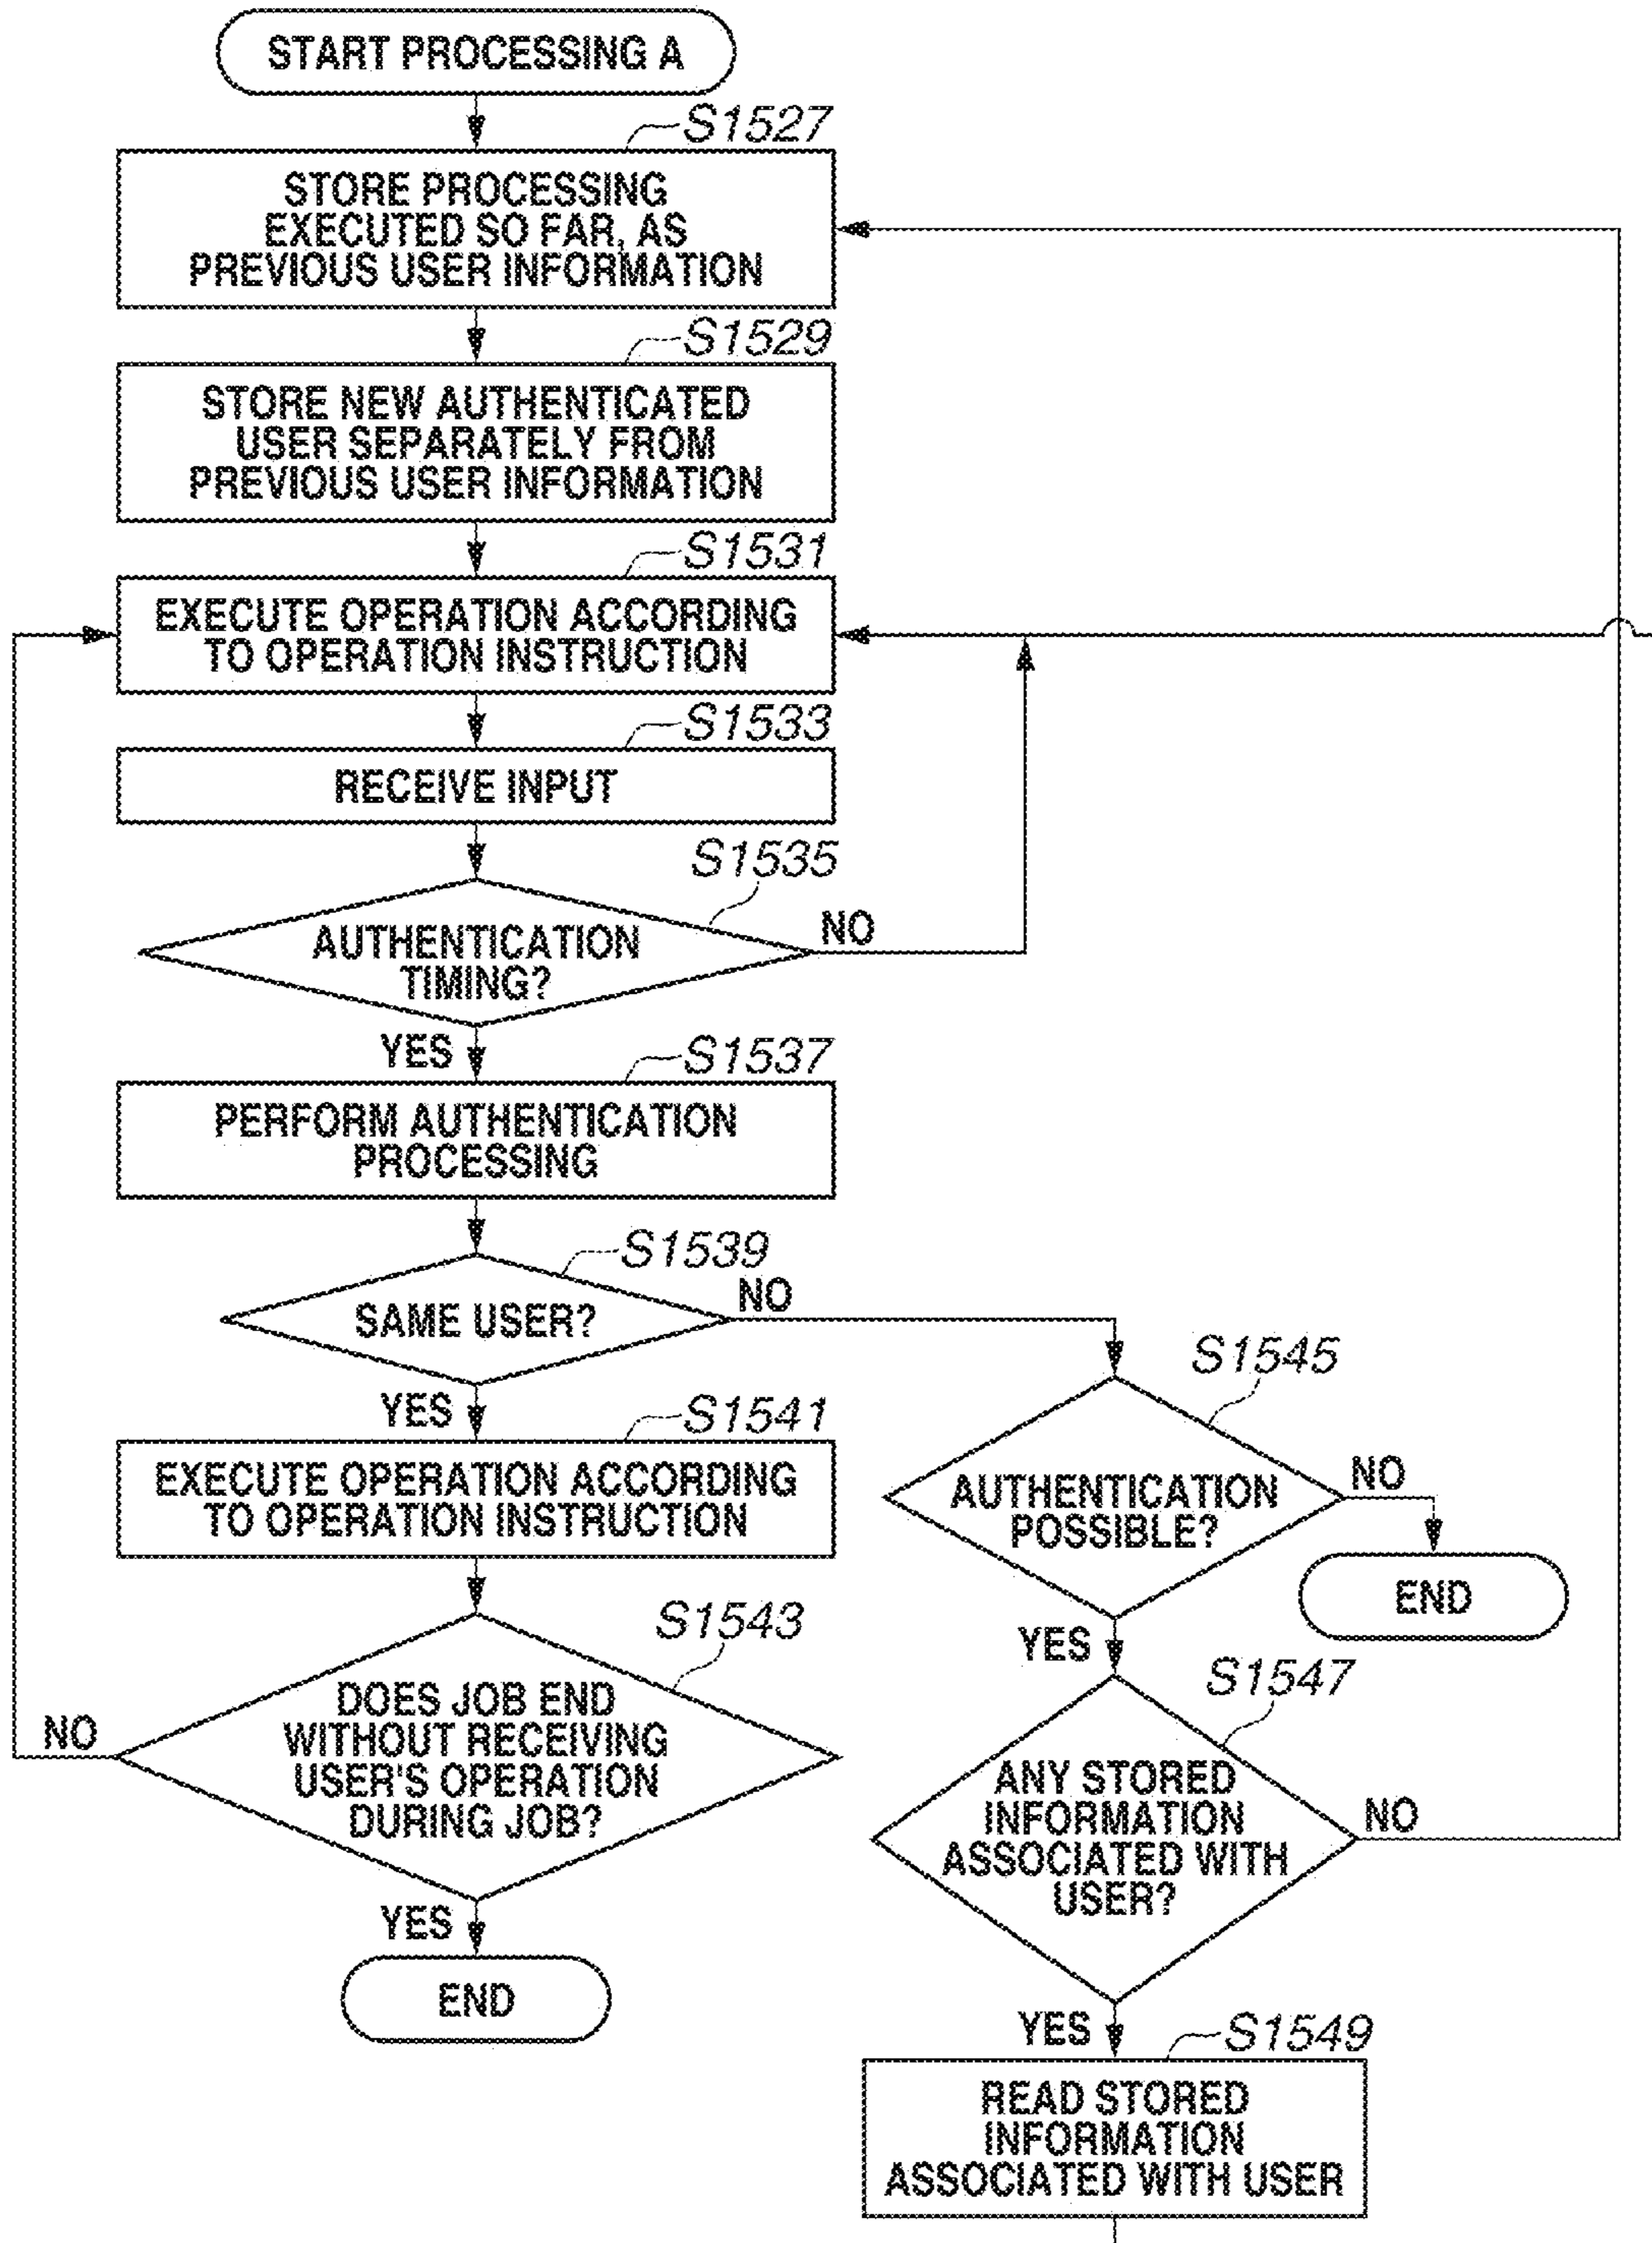 START PROCESSING A
S1527
STORE PROCESSING
EXECUTED SO FAR, AS
PREVIOUS USER INFORMATION
S1529
STORE NEW AUTHENTICATED
USER SEPARATELY FROM
PREVIOUS USER INFORMATION
S1531
EXECUTE OPERATION ACCORDING
TO OPERATION INSTRUCTION
S1533
RECEIVE INPUT
S1535
AUTHENTICATION
TIMING?
NO
YES
S1537
PERFORM AUTHENTICATION
PROCESSING
S1539
SAME USER?
NO
YES
S1541
EXECUTE OPERATION ACCORDING
TO OPERATION INSTRUCTION
S1543
DOES JOB END
WITHOUT RECEIVING
USER'S OPERATION
DURING JOB?
NO
YES
END
S1545
AUTHENTICATION
POSSIBLE?
NO
END
YES
S1547
ANY STORED
INFORMATION
ASSOCIATED WITH
USER?
NO
YES
S1549
READ STORED
INFORMATION
ASSOCIATED WITH USER